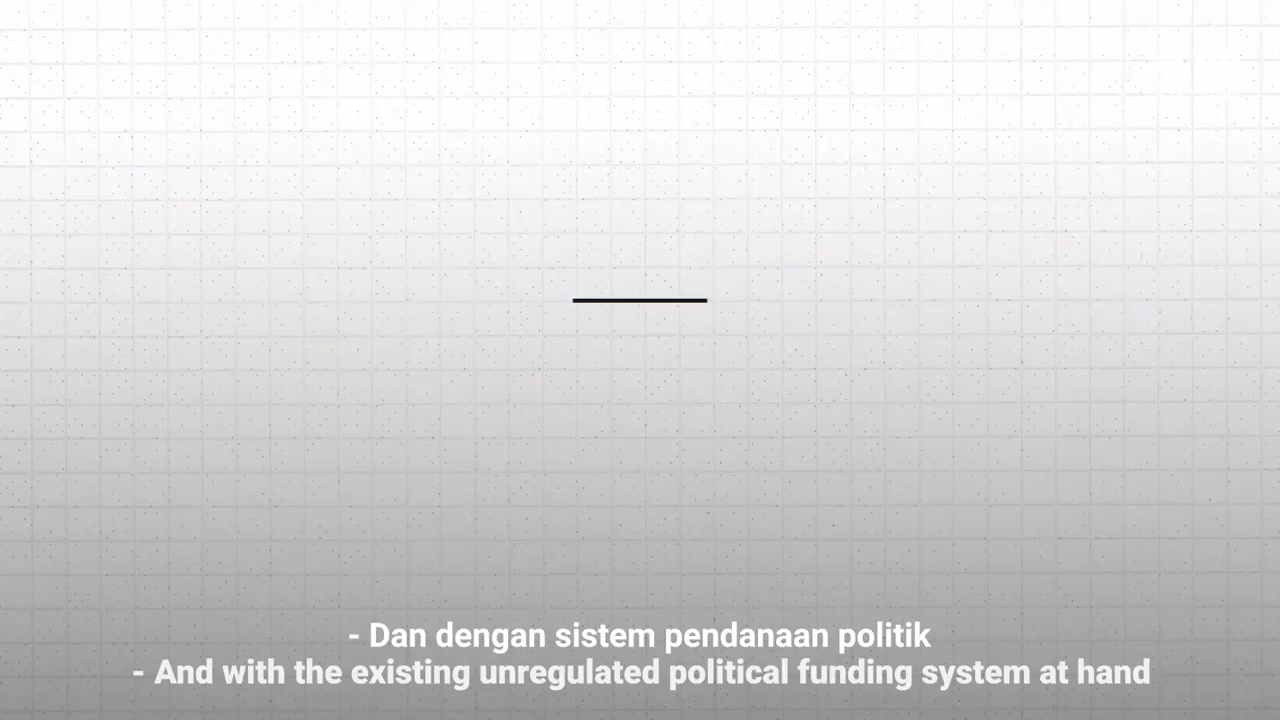 - Dan dengan sistem pendanaan politik
- And with the existing unregulated political funding system at hand